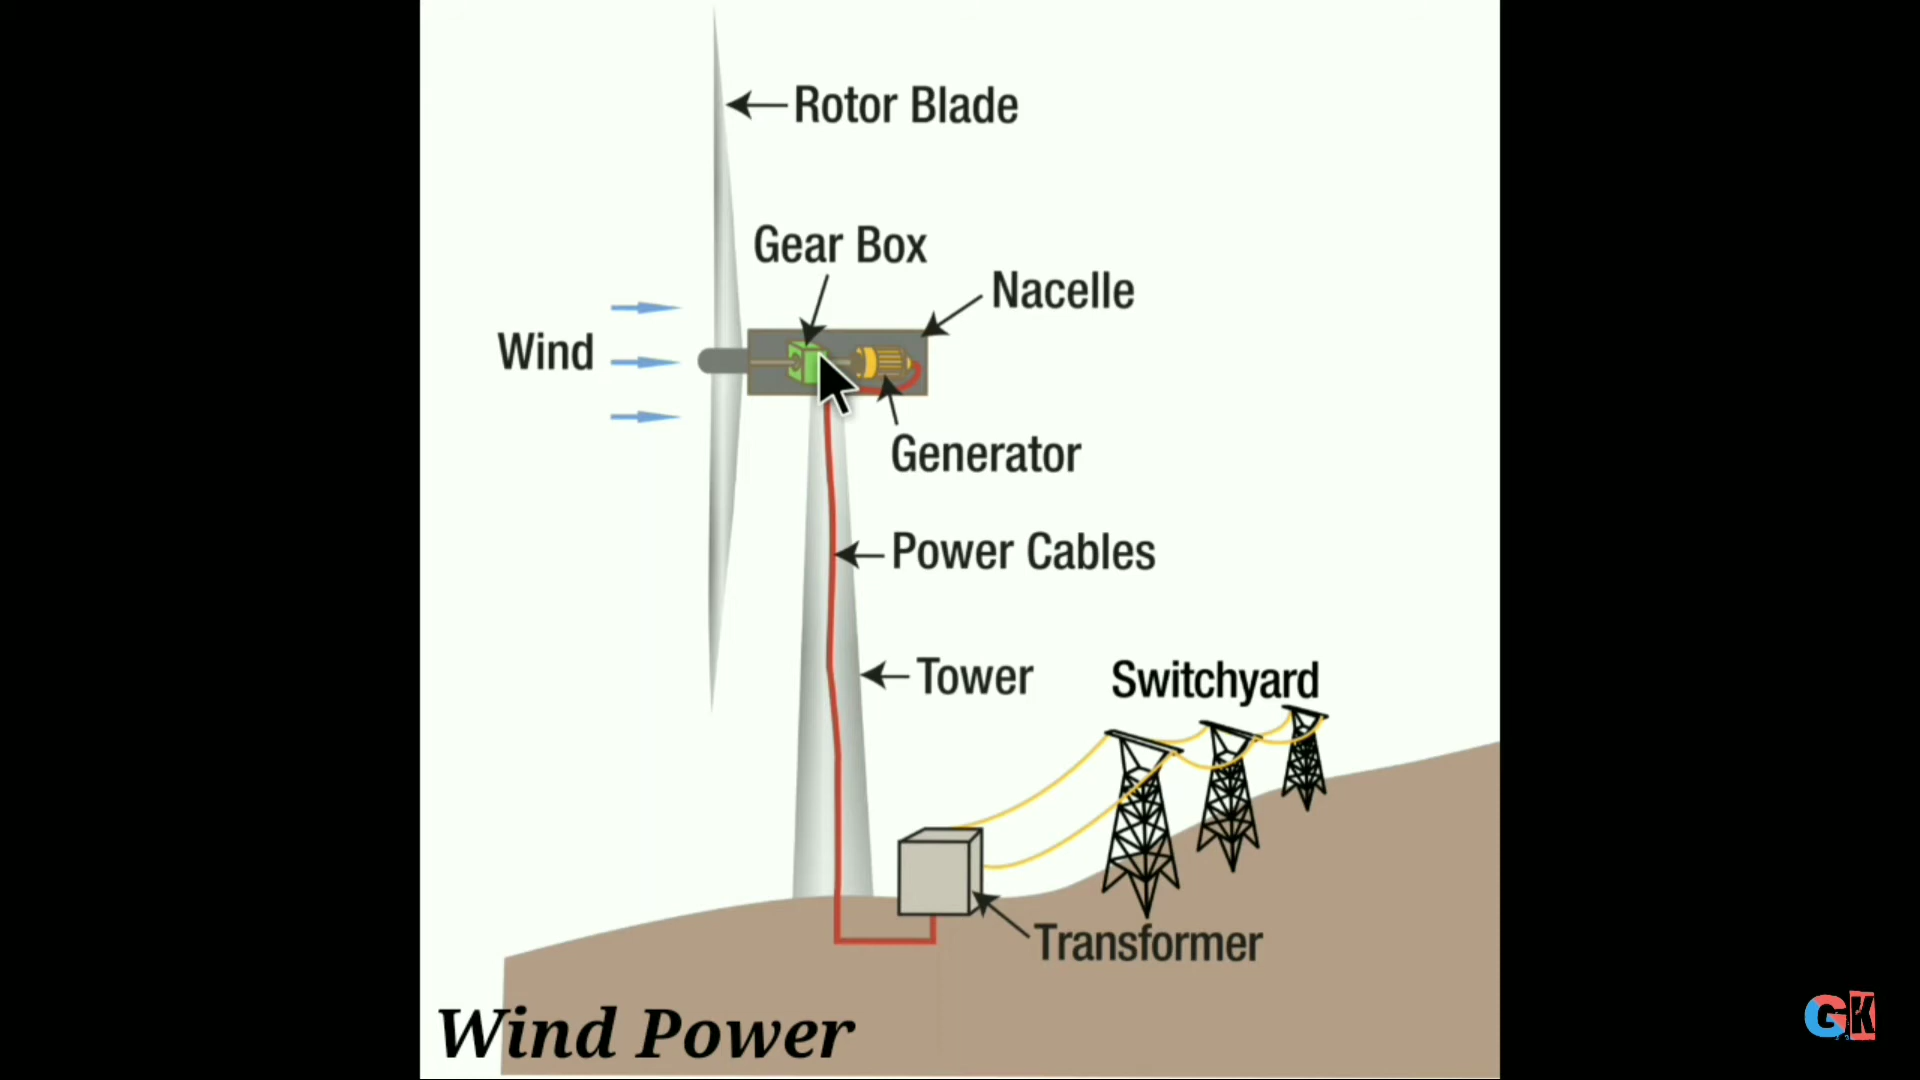 Rotor Blade
Gear Box
Nacelle
Wind
Generator
Power Cables
Tower
Switchyard
Transformer
Wind Power
GK